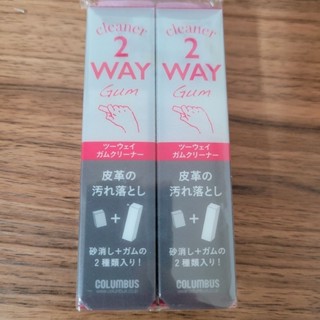 cleaner
2
WAY
Gum
ツーウェイ
ガムクリーナー
皮革の
汚れ落とし
+
砂消し+ガムの
2種類入り!
COLUMBUS
cleaner
2
WAY
Gum
ツーウェイ
ガムクリーナー
皮革の
汚れ落とし
+
砂消し+ガムの
2種類入り!
COLUMBUS